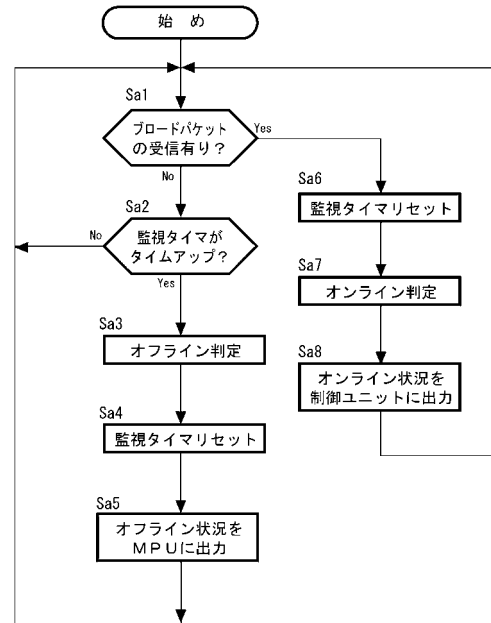 始 め
Sa1
ブロードパケット
の受信有り?
Yes
No
Sa2
監視タイマが
タイムアップ?
No
Yes
Sa3
オフライン判定
Sa4
監視タイマリセット
Sa5
オフライン状況を
MPUに出力
Sa6
監視タイマリセット
Sa7
オンライン判定
Sa8
オンライン状況を
制御ユニットに出力